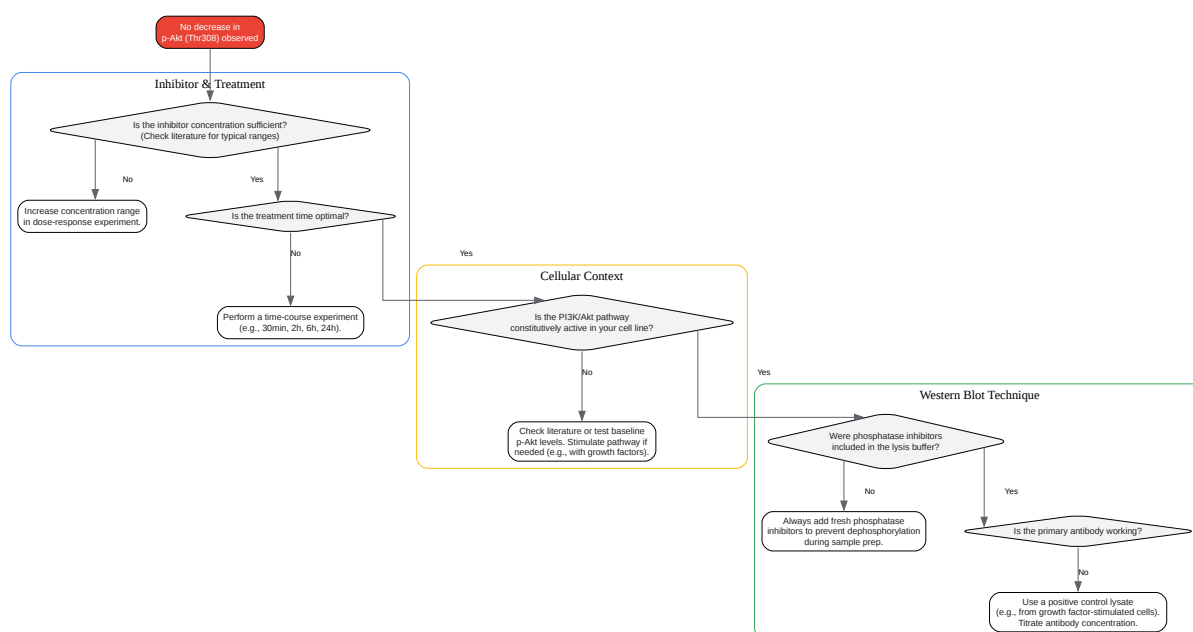 No decrease in
p-Akt (Thr308) observed
Inhibitor & Treatment
Is the inhibitor concentration sufficient?
(Check literature for typical ranges)
No
Yes
Increase concentration range
in dose-response experiment.
Is the treatment time optimal?
No
Yes
Perform a time-course experiment
(e.g., 30min, 2h, 6h, 24h).
Cellular Context
Is the PI3K/Akt pathway
constitutively active in your cell line?
No
Yes
Check literature or test baseline
p-Akt levels. Stimulate pathway if
needed (e.g., with growth factors).
Western Blot Technique
Were phosphatase inhibitors
included in the lysis buffer?
No
Yes
Always add fresh phosphatase
inhibitors to prevent dephosphorylation
during sample prep.
Is the primary antibody working?
No
Use a positive control lysate
(e.g., from growth factor-stimulated cells).
Titrate antibody concentration.